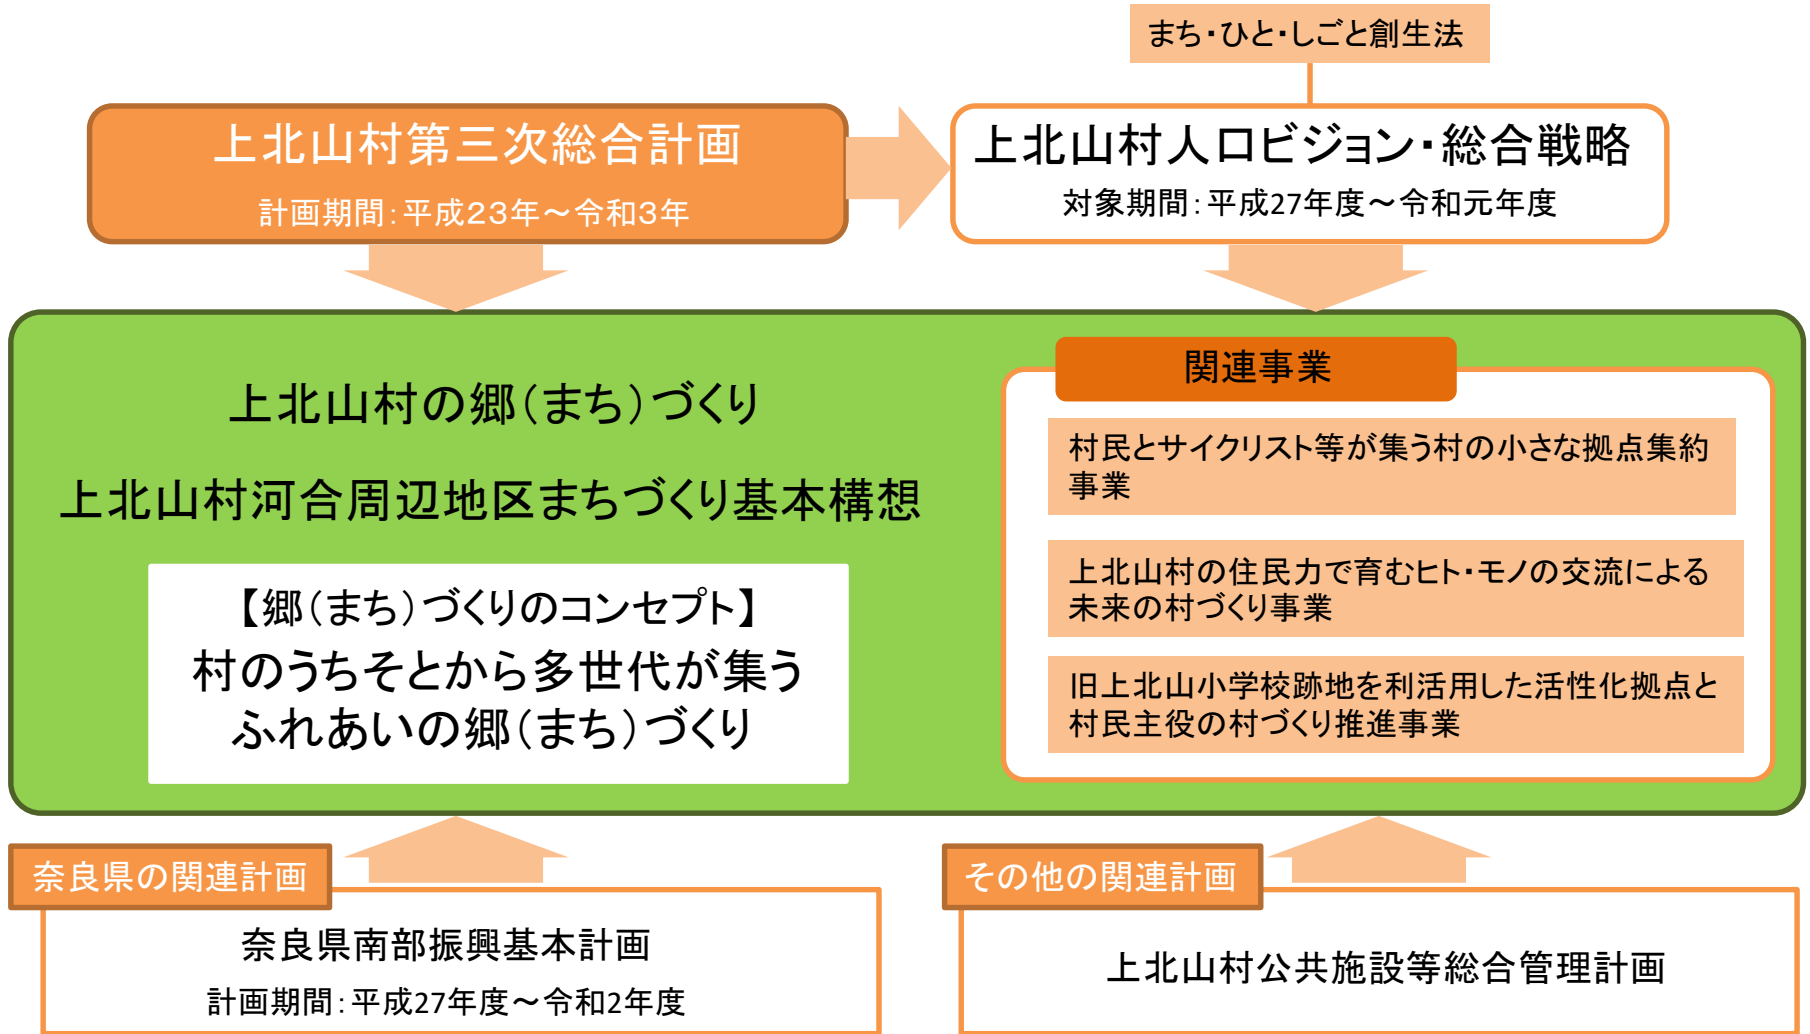 まち・ひと・しごと創生法
上北山村第三次総合計画
計画期間：平成２３年～令和３年
上北山村人口ビジョン・総合戦略
対象期間：平成27年度～令和元年度
上北山村の郷（まち）づくり
上北山村河合周辺地区まちづくり基本構想
【郷（まち）づくりのコンセプト】
村のうちそとから多世代が集う
ふれあいの郷（まち）づくり
関連事業
村民とサイクリスト等が集う村の小さな拠点集約
事業
上北山村の住民力で育むヒト・モノの交流による
未来の村づくり事業
旧上北山小学校跡地を利活用した活性化拠点と
村民主役の村づくり推進事業
奈良県の関連計画
奈良県南部振興基本計画
計画期間：平成27年度～令和2年度
その他の関連計画
上北山村公共施設等総合管理計画